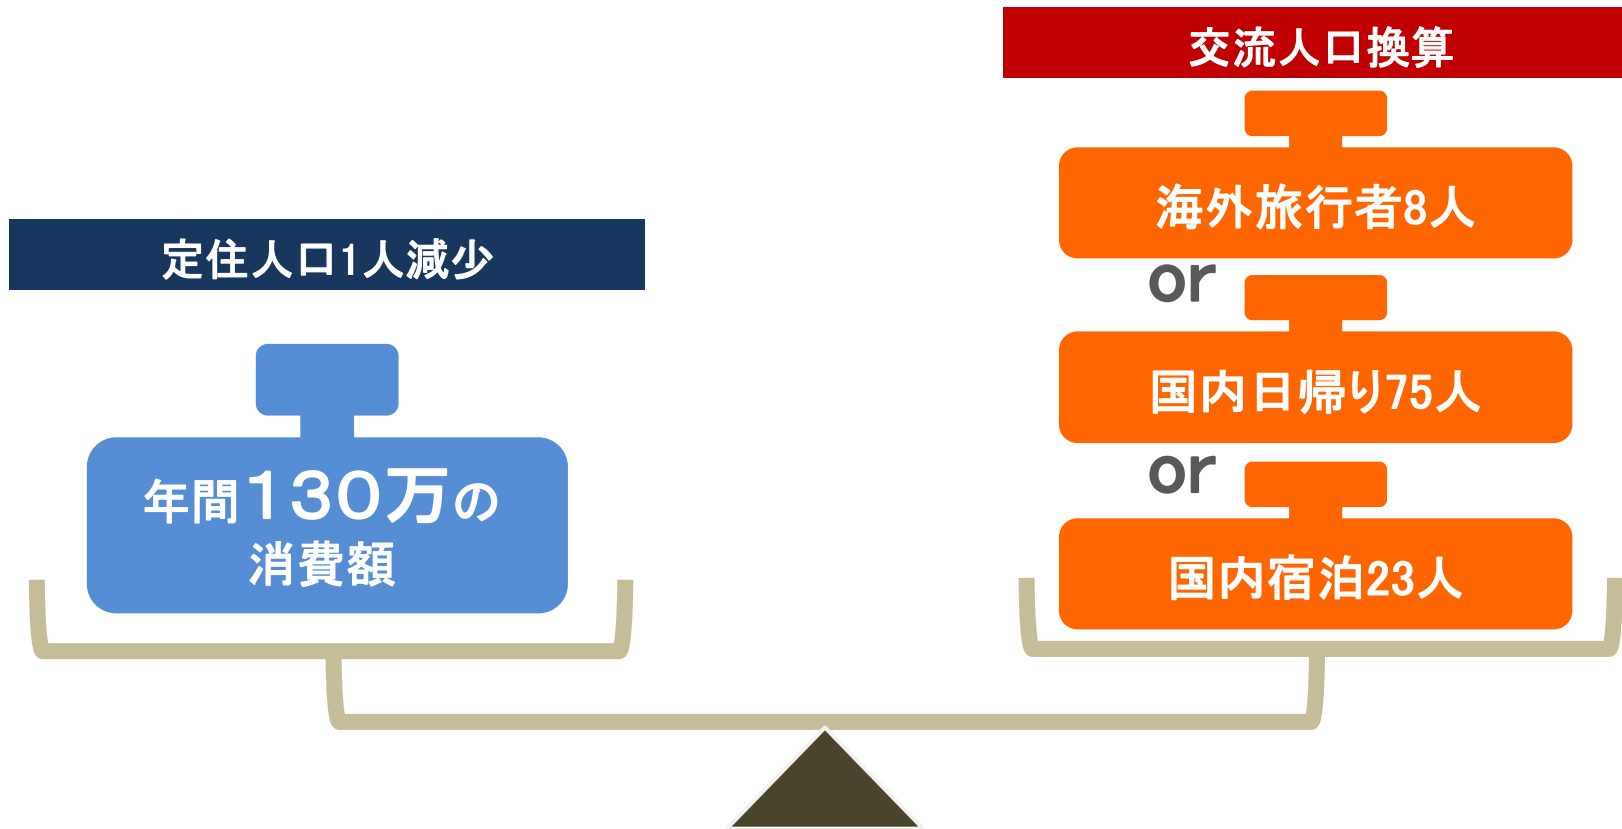 定住人口1人減少
年間130万の
消費額
交流人口換算
海外旅行者8人
or
国内日帰り75人
or
国内宿泊23人